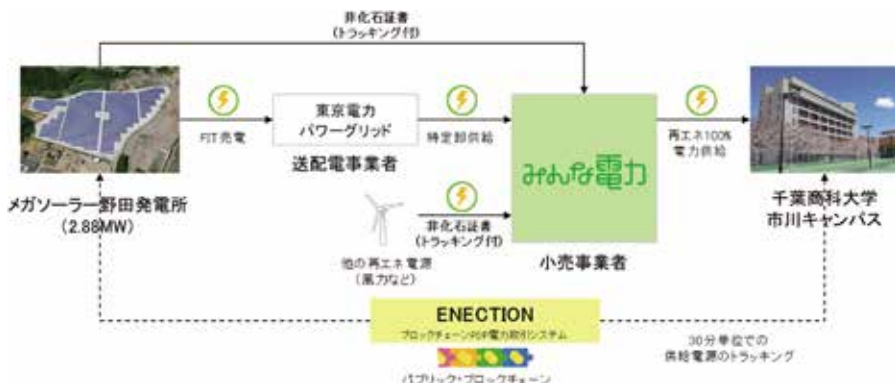 非化石証書
(トラッキング付)
FIT売電
東京電力
パワーグリッド
送配電事業者
特定卸供給
みんな電力
小売事業者
再エネ100%
電力供給
千葉商科大学
市川キャンパス
メガソーラー野田発電所
(2.88MW)
非化石証書
(トラッキング付)
他の再エネ電源
(風力など)
ENECTION
ブロックチェーンP2P電力取引システム
パブリック・ブロックチェーン
30分単位での
供給電源のトラッキング